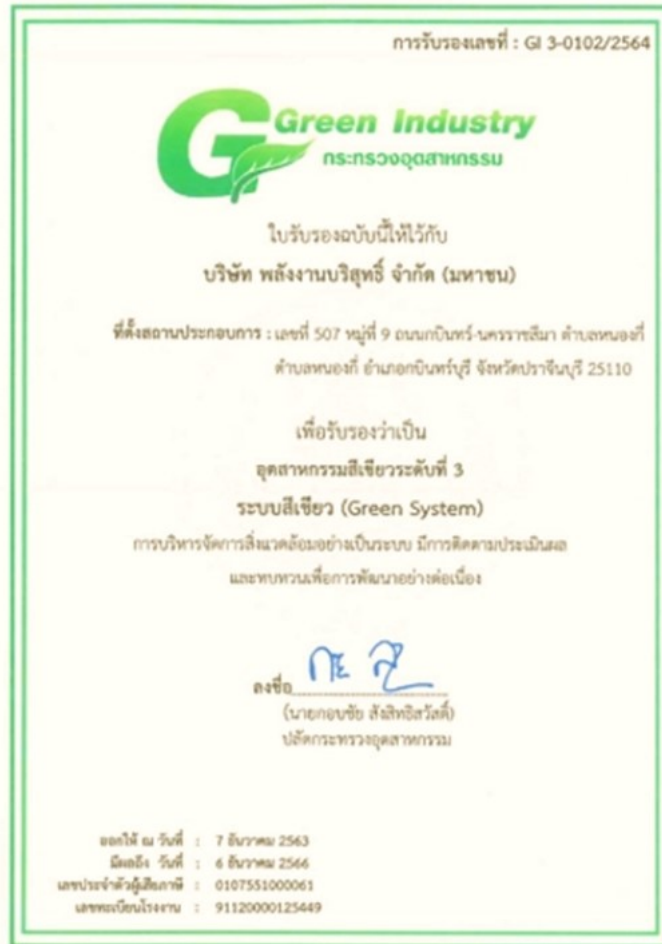 การรับรองเลขที่ : GI 3-0102/2564
Green Industry
กระทรวงอุตสาหกรรม
ใบรับรองฉบับนี้ให้ไว้กับ
บริษัท พลังงานบริสุทธิ์ จำกัด (มหาชน)
ที่ตั้งสถานประกอบการ : เลขที่ 507 หมู่ที่ 9 ถนนกบินทร์-นครราชสีมา ตำบลหนองกี่
ตำบลหนองกี่ อำเภอกบินทร์บุรี จังหวัดปราจีนบุรี 25110
เพื่อรับรองว่าเป็น
อุตสาหกรรมสีเขียวระดับที่ 3
ระบบสีเขียว (Green System)
การบริหารจัดการสิ่งแวดล้อมอย่างเป็นระบบ มีการติดตามประเมินผล
และทบทวนเพื่อการพัฒนาอย่างต่อเนื่อง
ลงชื่อ
(นายกอบชัย สังสิทธิสวัสดิ์)
ปลัดกระทรวงอุตสาหกรรม
ออกให้ ณ วันที่ : 7 ธันวาคม 2563
มีผลถึง วันที่ : 6 ธันวาคม 2566
เลขประจำตัวผู้เสียภาษี : 0107551000061
เลขทะเบียนโรงงาน : 91120000125449